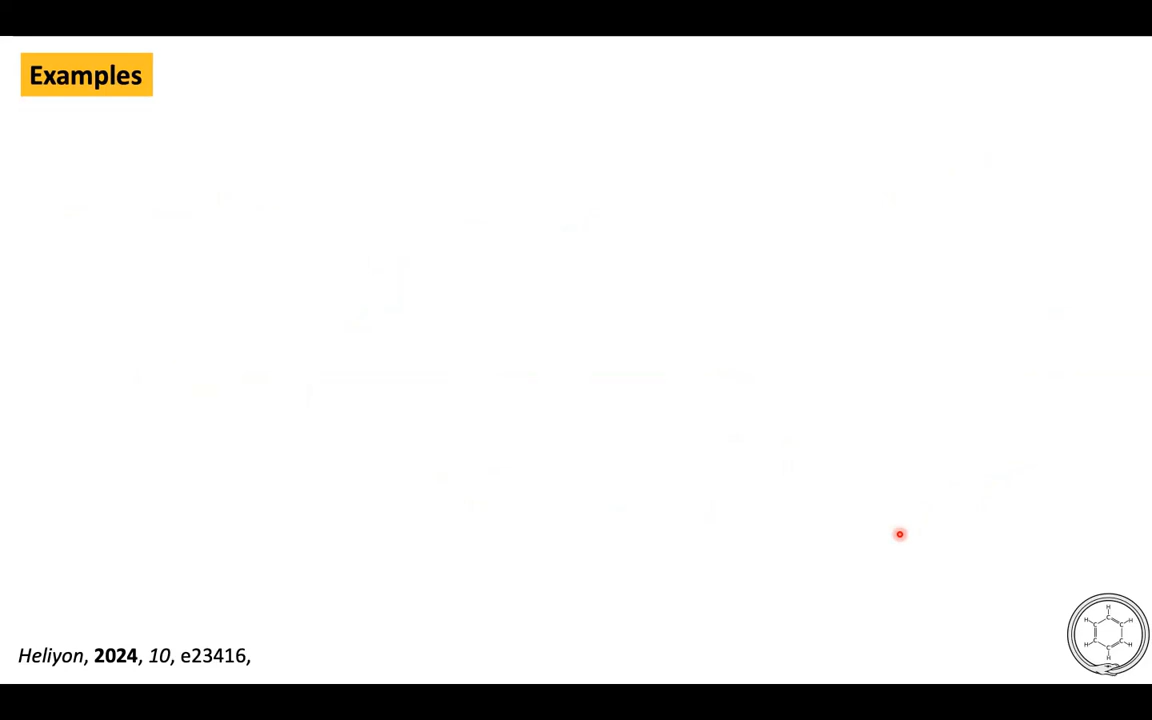 Examples
Heliyon, 2024, 10, e23416,
H
H C H
C C
C C
H C H
H